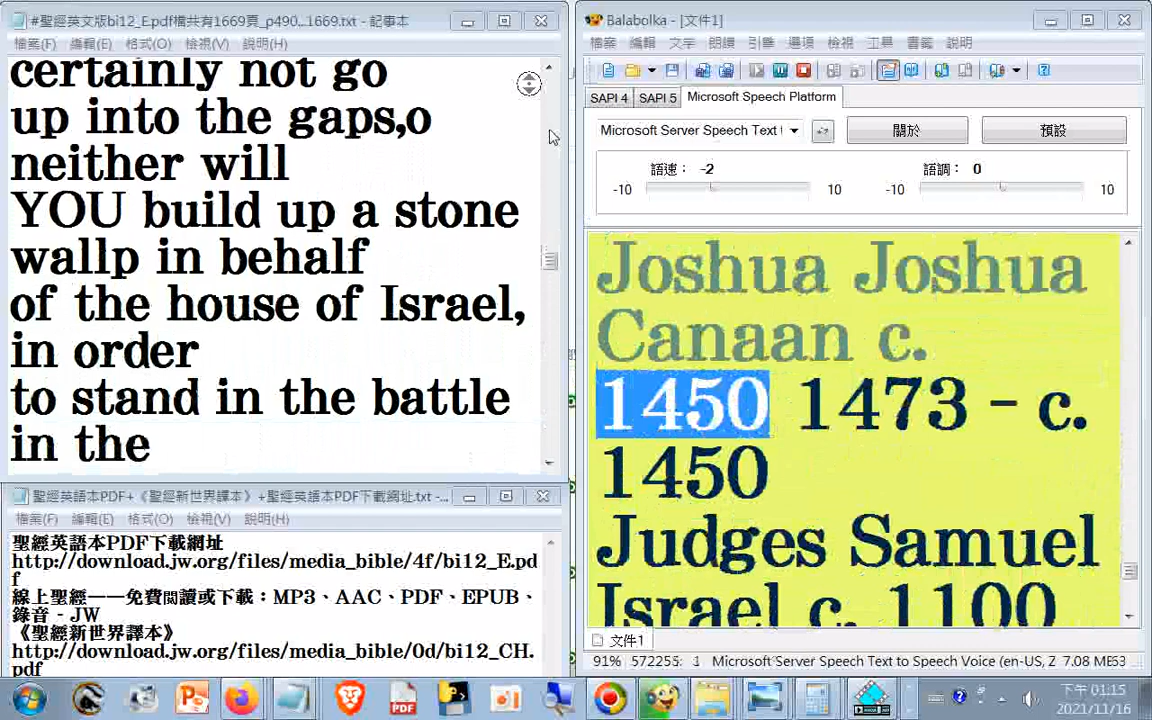 #聖經英文版bi12_E.pdf檔共有1669頁_p490,..1669.txt - 記事本
檔案(F) 編輯(E) 格式(O) 檢視(V) 說明(H)
certainly not go
up into the gaps,o
neither will
YOU build up a stone
wallp in behalf
of the house of Israel,
in order
to stand in the battle
in the
聖經英語本PDF+《聖經新世界譯本》+聖經英語本PDF下載網址.txt -...
檔案(F) 編輯(E) 格式(O) 檢視(V) 說明(H)
聖經英語本PDF下載網址
http://download.jw.org/files/media_bible/4f/bi12_E.pd
f
線上聖經——免費閱讀或下載：MP3、AAC、PDF、EPUB、
錄音 - JW
《聖經新世界譯本》
http://download.jw.org/files/media_bible/0d/bi12_CH.
pdf
Balabolka - [文件1]
檔案 編輯 文字 朗讀 引擎 選項 檢視 工具 書籤 說明
SAPI 4 SAPI 5 Microsoft Speech Platform
Microsoft Server Speech Text
關於 預設
語速： -2 語調： 0
-10 10 -10 10
Joshua Joshua
Canaan c.
1450 1473 – c.
1450
Judges Samuel
Israel c. 1100
文件1
91% 572255: 1 Microsoft Server Speech Text to Speech Voice (en-US, Z 7.08 ME
PDF
下午 01:15
2021/11/16